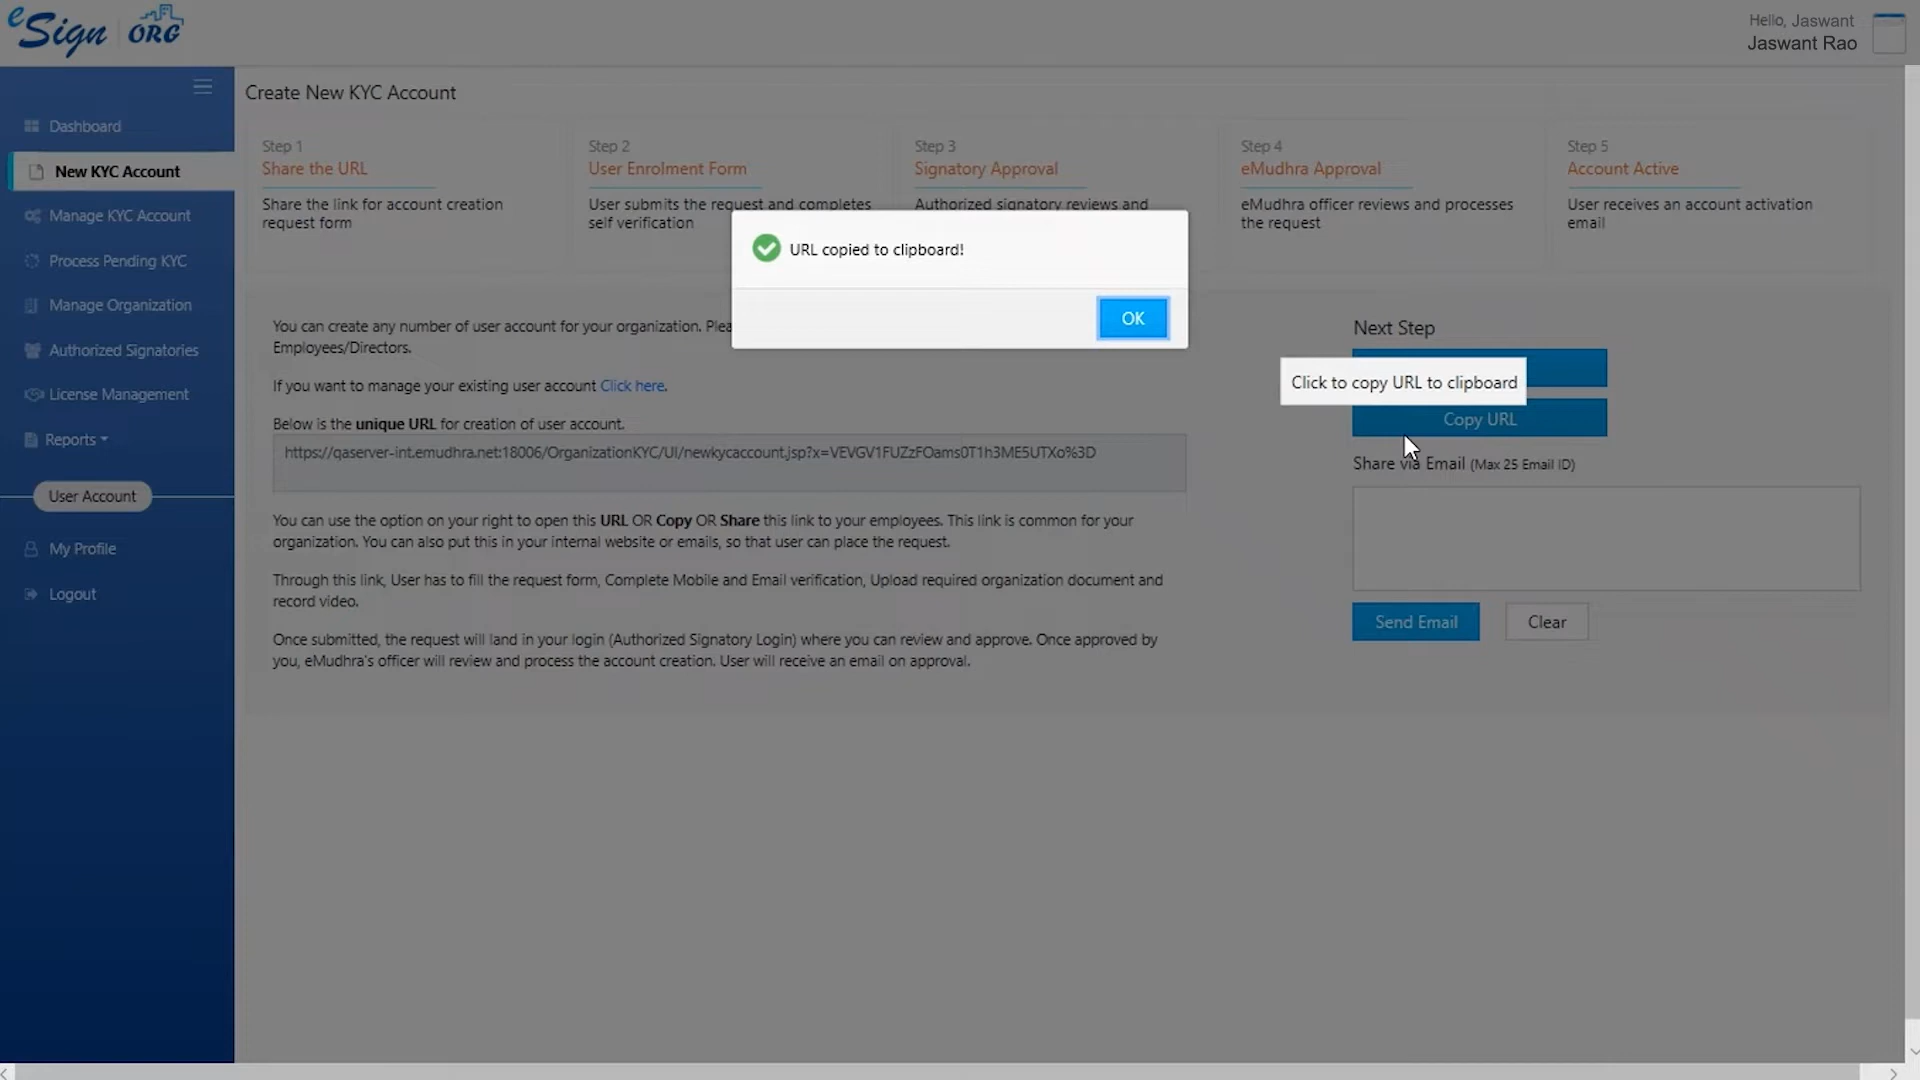 eSign ORG
Hello, Jaswant
Jaswant Rao
Dashboard
New KYC Account
Manage KYC Account
Process Pending KYC
Manage Organization
Authorized Signatories
License Management
Reports
User Account
My Profile
Logout
Create New KYC Account
Step 1
Share the URL
Share the link for account creation
request form
Step 2
User Enrolment Form
User submits the request and completes
self verification
Step 3
Signatory Approval
Authorized signatory reviews and
Step 4
eMudhra Approval
eMudhra officer reviews and processes
the request
Step 5
Account Active
User receives an account activation
email
URL copied to clipboard!
OK
You can create any number of user account for your organization.
Employees/Directors.
If you want to manage your existing user account Click here.
Below is the unique URL for creation of user account.
https://qaserver-int.emudhra.net:18006/OrganizationKYC/UI/newkycaccount.jsp?x=VEVGV1FUZzFOams0T1h3ME5UTXo%3D
You can use the option on your right to open this URL OR Copy OR Share this link to your employees. This link is common for your
organization. You can also put this in your internal website or emails, so that user can place the request.
Through this link, User has to fill the request form, Complete Mobile and Email verification, Upload required organization document and
record video.
Once submitted, the request will land in your login (Authorized Signatory Login) where you can review and approve. Once approved by
you, eMudhra's officer will review and process the account creation. User will receive an email on approval.
Next Step
Click to copy URL to clipboard
Copy URL
Share via Email (Max 25 Email ID)
Send Email
Clear